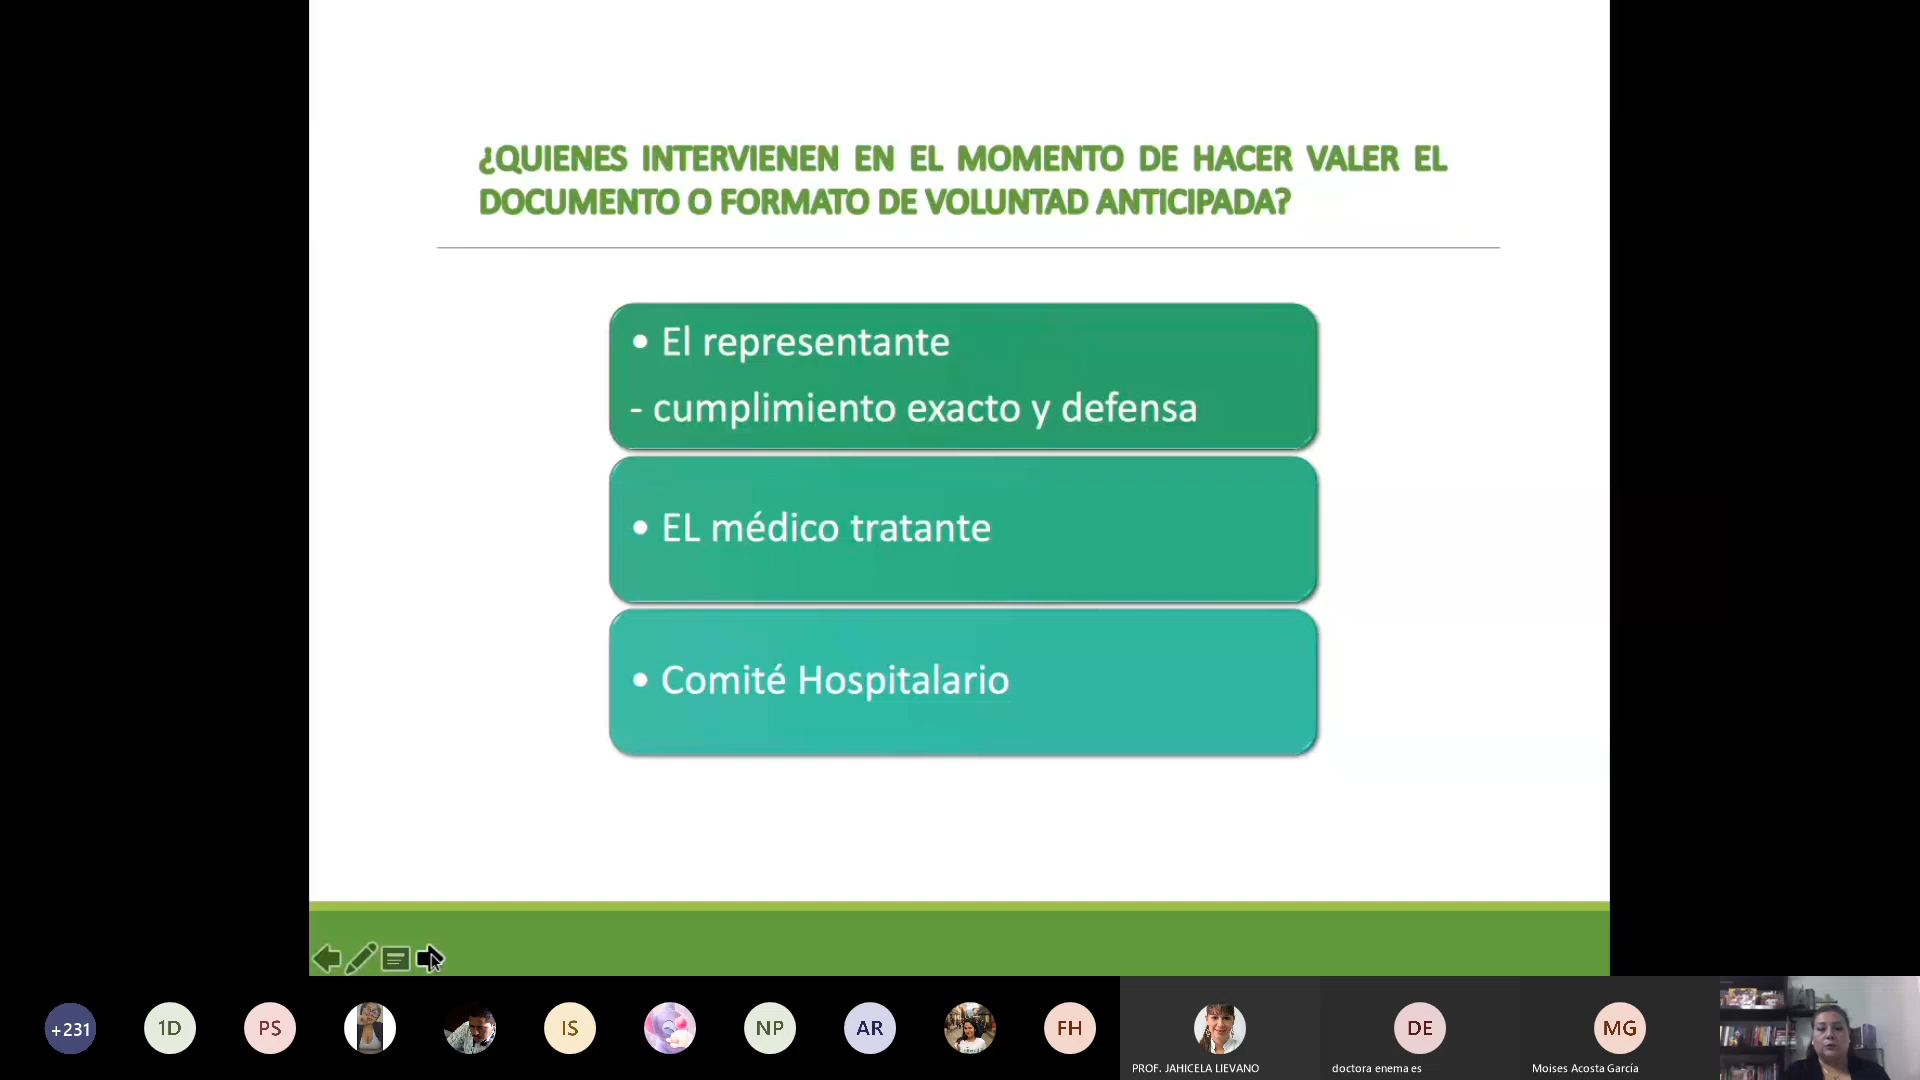 ¿QUIENES INTERVIENEN EN EL MOMENTO DE HACER VALER EL
DOCUMENTO O FORMATO DE VOLUNTAD ANTICIPADA?
• El representante
- cumplimiento exacto y defensa
• EL médico tratante
• Comité Hospitalario
+231
1D
PS
IS
NP
AR
FH
DE
MG
PROF. JAHICELA LIEVANO
doctora enema es
Moises Acosta García